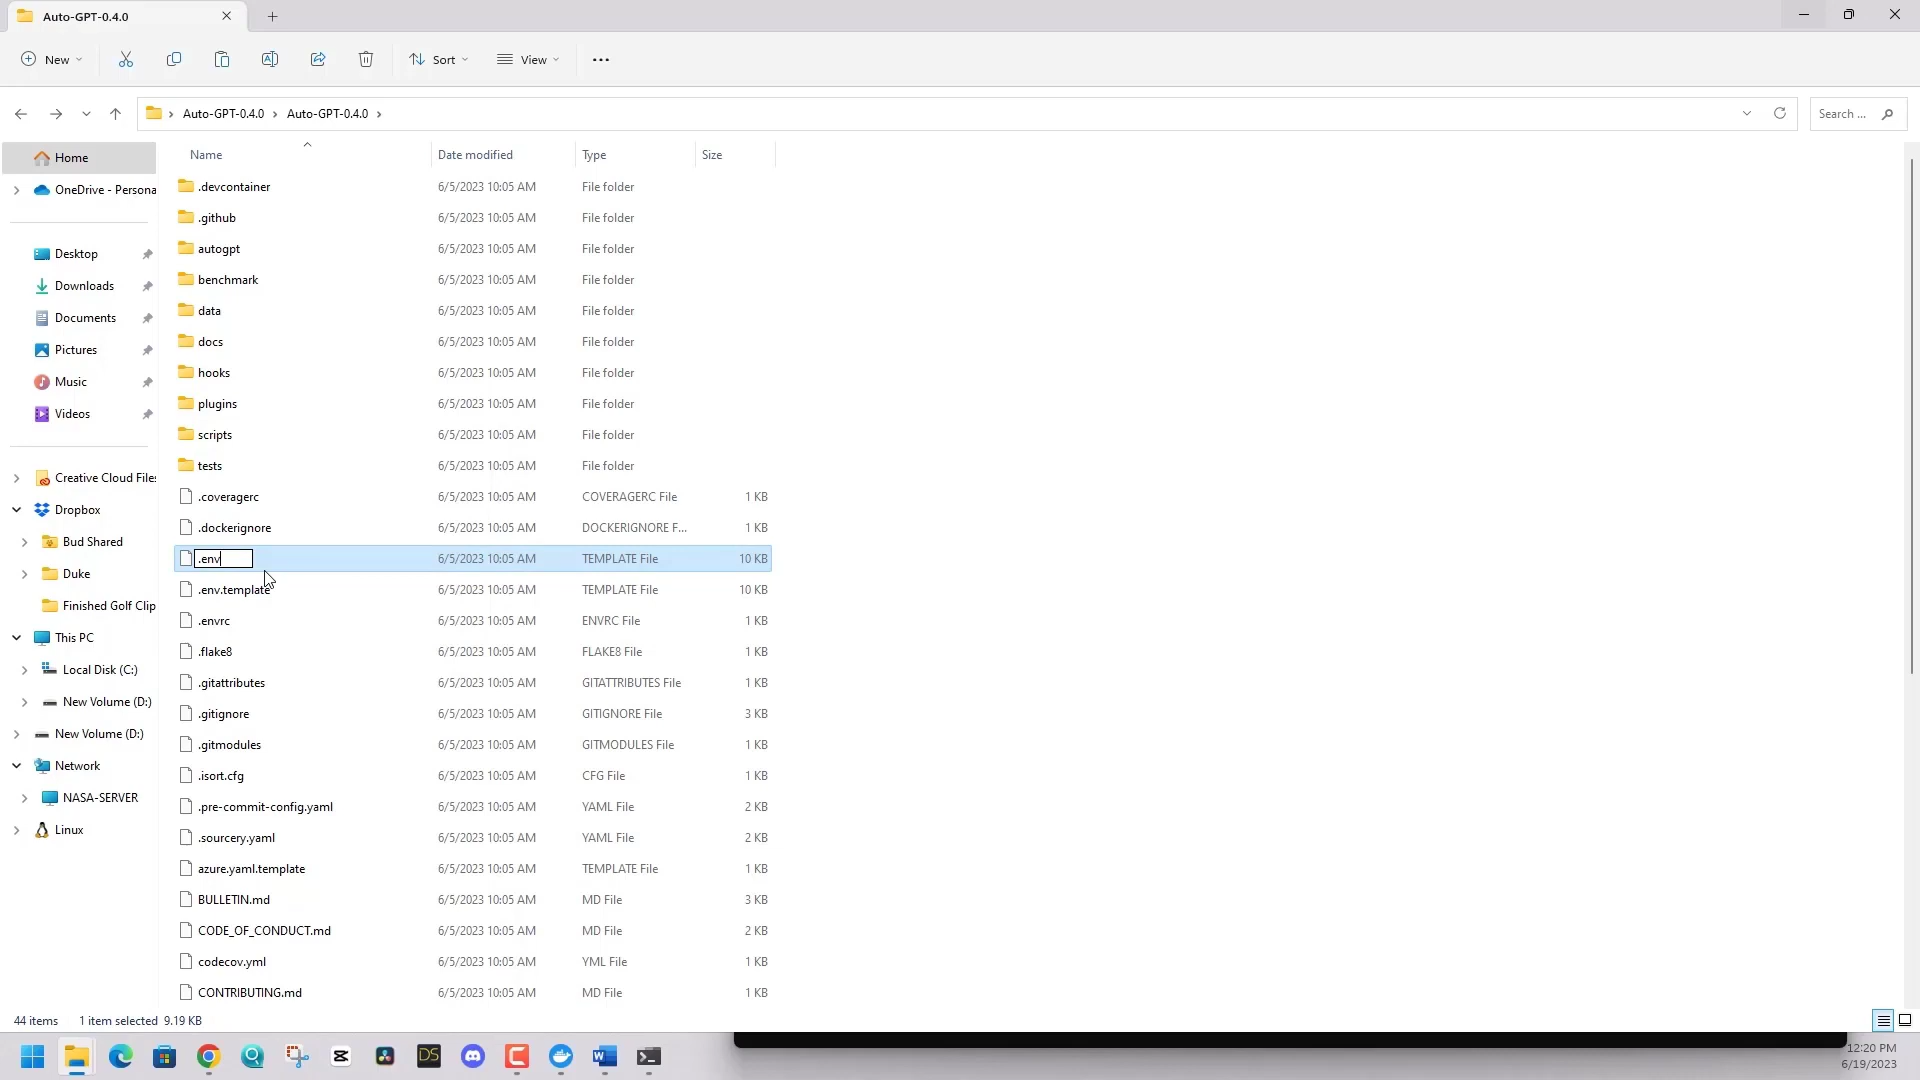 Auto-GPT-0.4.0
New
Sort
View
Auto-GPT-0.4.0 > Auto-GPT-0.4.0 >
Search ...
Name Date modified Type Size
Home
OneDrive - Persona
Desktop
Downloads
Documents
Pictures
Music
Videos
Creative Cloud Files
Dropbox
Bud Shared
Duke
Finished Golf Clip
This PC
Local Disk (C:)
New Volume (D:)
New Volume (D:)
Network
NASA-SERVER
Linux
.devcontainer 6/5/2023 10:05 AM File folder
.github 6/5/2023 10:05 AM File folder
autogpt 6/5/2023 10:05 AM File folder
benchmark 6/5/2023 10:05 AM File folder
data 6/5/2023 10:05 AM File folder
docs 6/5/2023 10:05 AM File folder
hooks 6/5/2023 10:05 AM File folder
plugins 6/5/2023 10:05 AM File folder
scripts 6/5/2023 10:05 AM File folder
tests 6/5/2023 10:05 AM File folder
.coveragerc 6/5/2023 10:05 AM COVERAGERC File 1 KB
.dockerignore 6/5/2023 10:05 AM DOCKERIGNORE F... 1 KB
.env 6/5/2023 10:05 AM TEMPLATE File 10 KB
.env.template 6/5/2023 10:05 AM TEMPLATE File 10 KB
.envrc 6/5/2023 10:05 AM ENVRC File 1 KB
.flake8 6/5/2023 10:05 AM FLAKE8 File 1 KB
.gitattributes 6/5/2023 10:05 AM GITATTRIBUTES File 1 KB
.gitignore 6/5/2023 10:05 AM GITIGNORE File 3 KB
.gitmodules 6/5/2023 10:05 AM GITMODULES File 1 KB
.isort.cfg 6/5/2023 10:05 AM CFG File 1 KB
.pre-commit-config.yaml 6/5/2023 10:05 AM YAML File 2 KB
.sourcery.yaml 6/5/2023 10:05 AM YAML File 2 KB
azure.yaml.template 6/5/2023 10:05 AM TEMPLATE File 1 KB
BULLETIN.md 6/5/2023 10:05 AM MD File 3 KB
CODE_OF_CONDUCT.md 6/5/2023 10:05 AM MD File 2 KB
codecov.yml 6/5/2023 10:05 AM YML File 1 KB
CONTRIBUTING.md 6/5/2023 10:05 AM MD File 1 KB
44 items 1 item selected 9.19 KB
DS
12:20 PM
6/19/2023